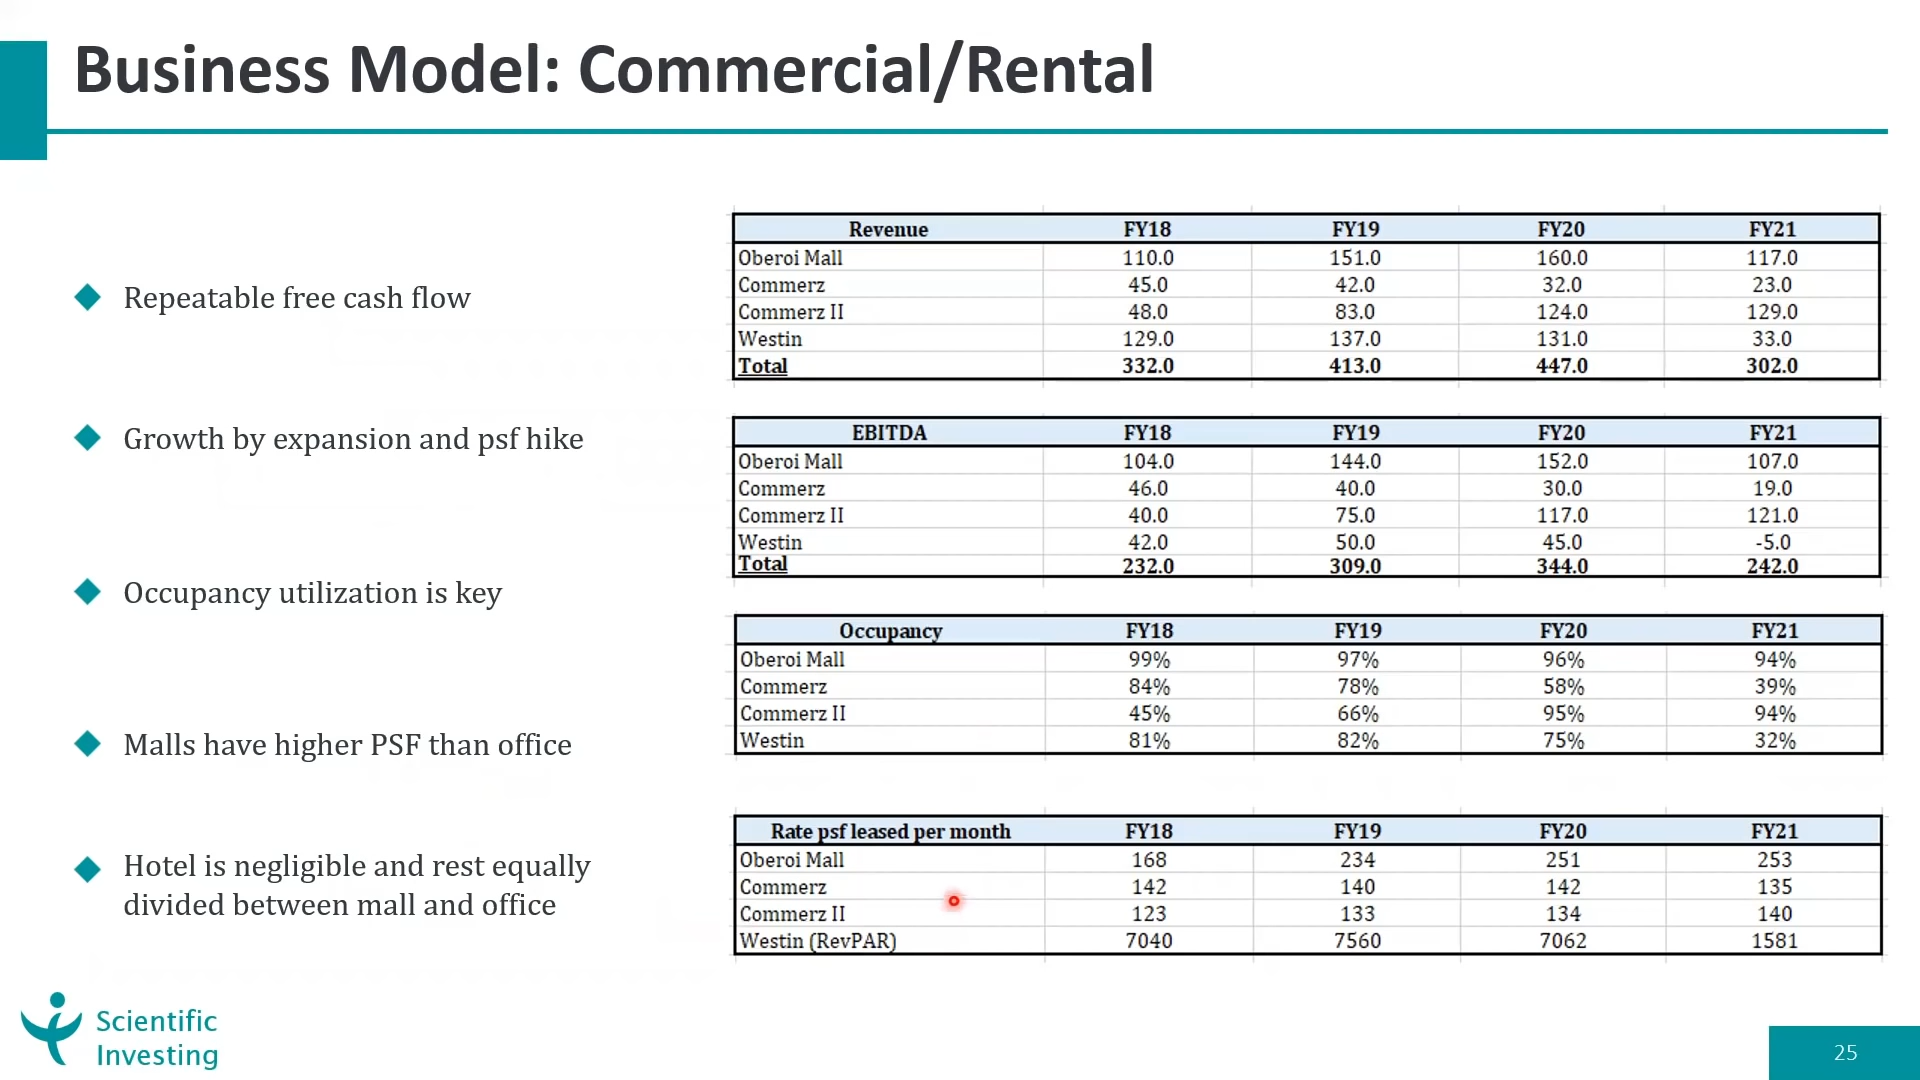 Business Model: Commercial/Rental
Repeatable free cash flow
Growth by expansion and psf hike
Occupancy utilization is key
Malls have higher PSF than office
Hotel is negligible and rest equally
divided between mall and office
Revenue FY18 FY19 FY20 FY21
Oberoi Mall 110.0 151.0 160.0 117.0
Commerz 45.0 42.0 32.0 23.0
Commerz II 48.0 83.0 124.0 129.0
Westin 129.0 137.0 131.0 33.0
Total 332.0 413.0 447.0 302.0
EBITDA FY18 FY19 FY20 FY21
Oberoi Mall 104.0 144.0 152.0 107.0
Commerz 46.0 40.0 30.0 19.0
Commerz II 40.0 75.0 117.0 121.0
Westin 42.0 50.0 45.0 -5.0
Total 232.0 309.0 344.0 242.0
Occupancy FY18 FY19 FY20 FY21
Oberoi Mall 99% 97% 96% 94%
Commerz 84% 78% 58% 39%
Commerz II 45% 66% 95% 94%
Westin 81% 82% 75% 32%
Rate psf leased per month FY18 FY19 FY20 FY21
Oberoi Mall 168 234 251 253
Commerz 142 140 142 135
Commerz II 123 133 134 140
Westin (RevPAR) 7040 7560 7062 1581
Scientific
Investing
25